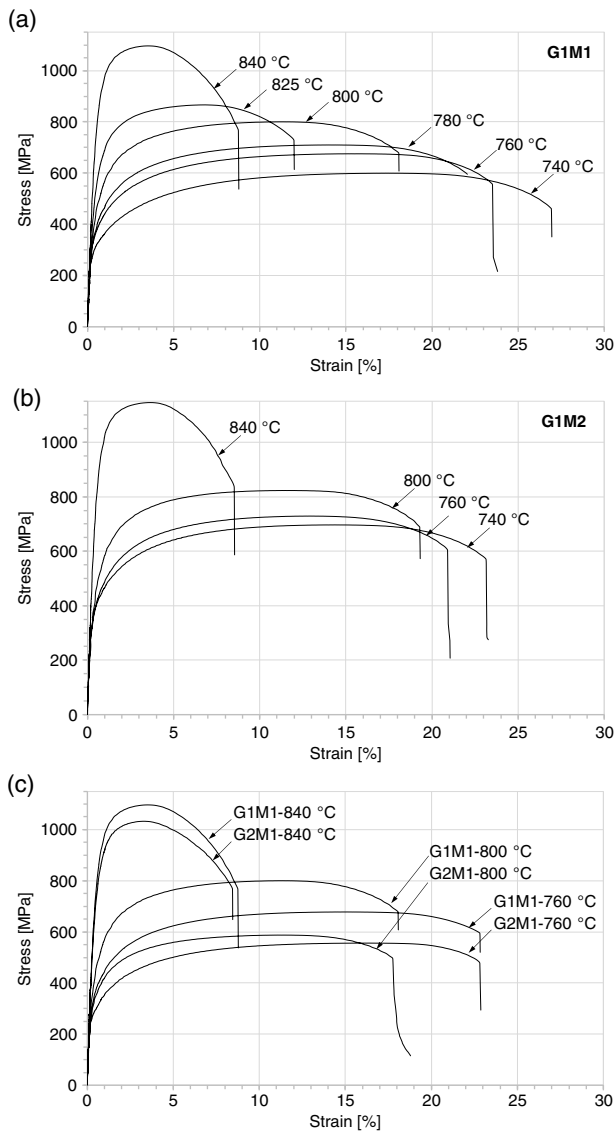 (a)
G1M1
840 °C
825 °C
800 °C
780 °C
760 °C
740 °C
Stress [MPa]
1000
800
600
400
200
0
0 5 10 15 20 25 30
Strain [%]
(b)
G1M2
840 °C
800 °C
760 °C
740 °C
Stress [MPa]
1000
800
600
400
200
0
0 5 10 15 20 25 30
Strain [%]
(c)
G1M1-840 °C
G2M1-840 °C
G1M1-800 °C
G2M1-800 °C
G1M1-760 °C
G2M1-760 °C
Stress [MPa]
1000
800
600
400
200
0
0 5 10 15 20 25 30
Strain [%]